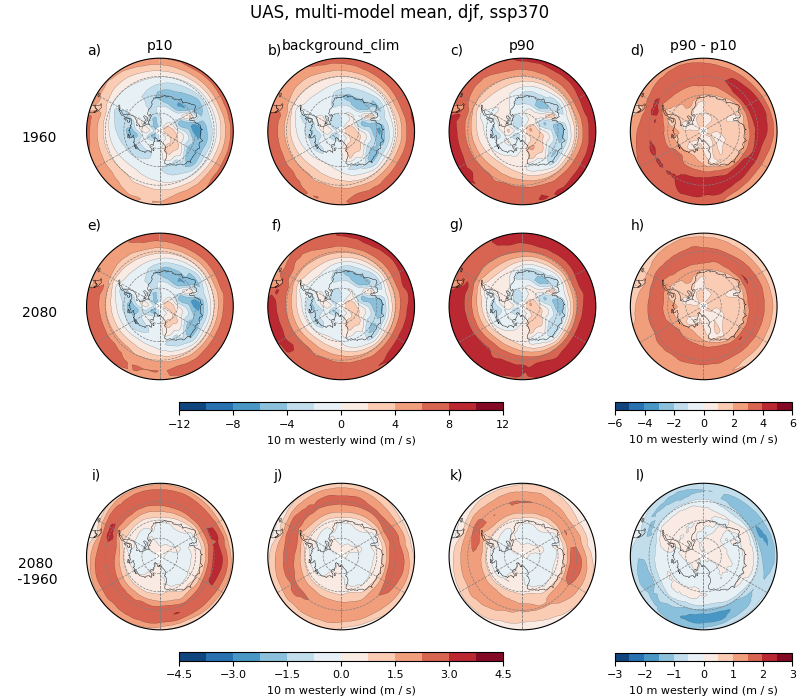 UAS, multi-model mean, djf, ssp370
a) p10 b) background_clim c) p90 d) p90 - p10
1960
e) f) g) h)
2080
−12 −8 −4 0 4 8 12 −6 −4 −2 0 2 4 6
10 m westerly wind (m / s) 10 m westerly wind (m / s)
i) j) k) l)
2080
-1960
−4.5 −3.0 −1.5 0.0 1.5 3.0 4.5 −3 −2 −1 0 1 2 3
10 m westerly wind (m / s) 10 m westerly wind (m / s)